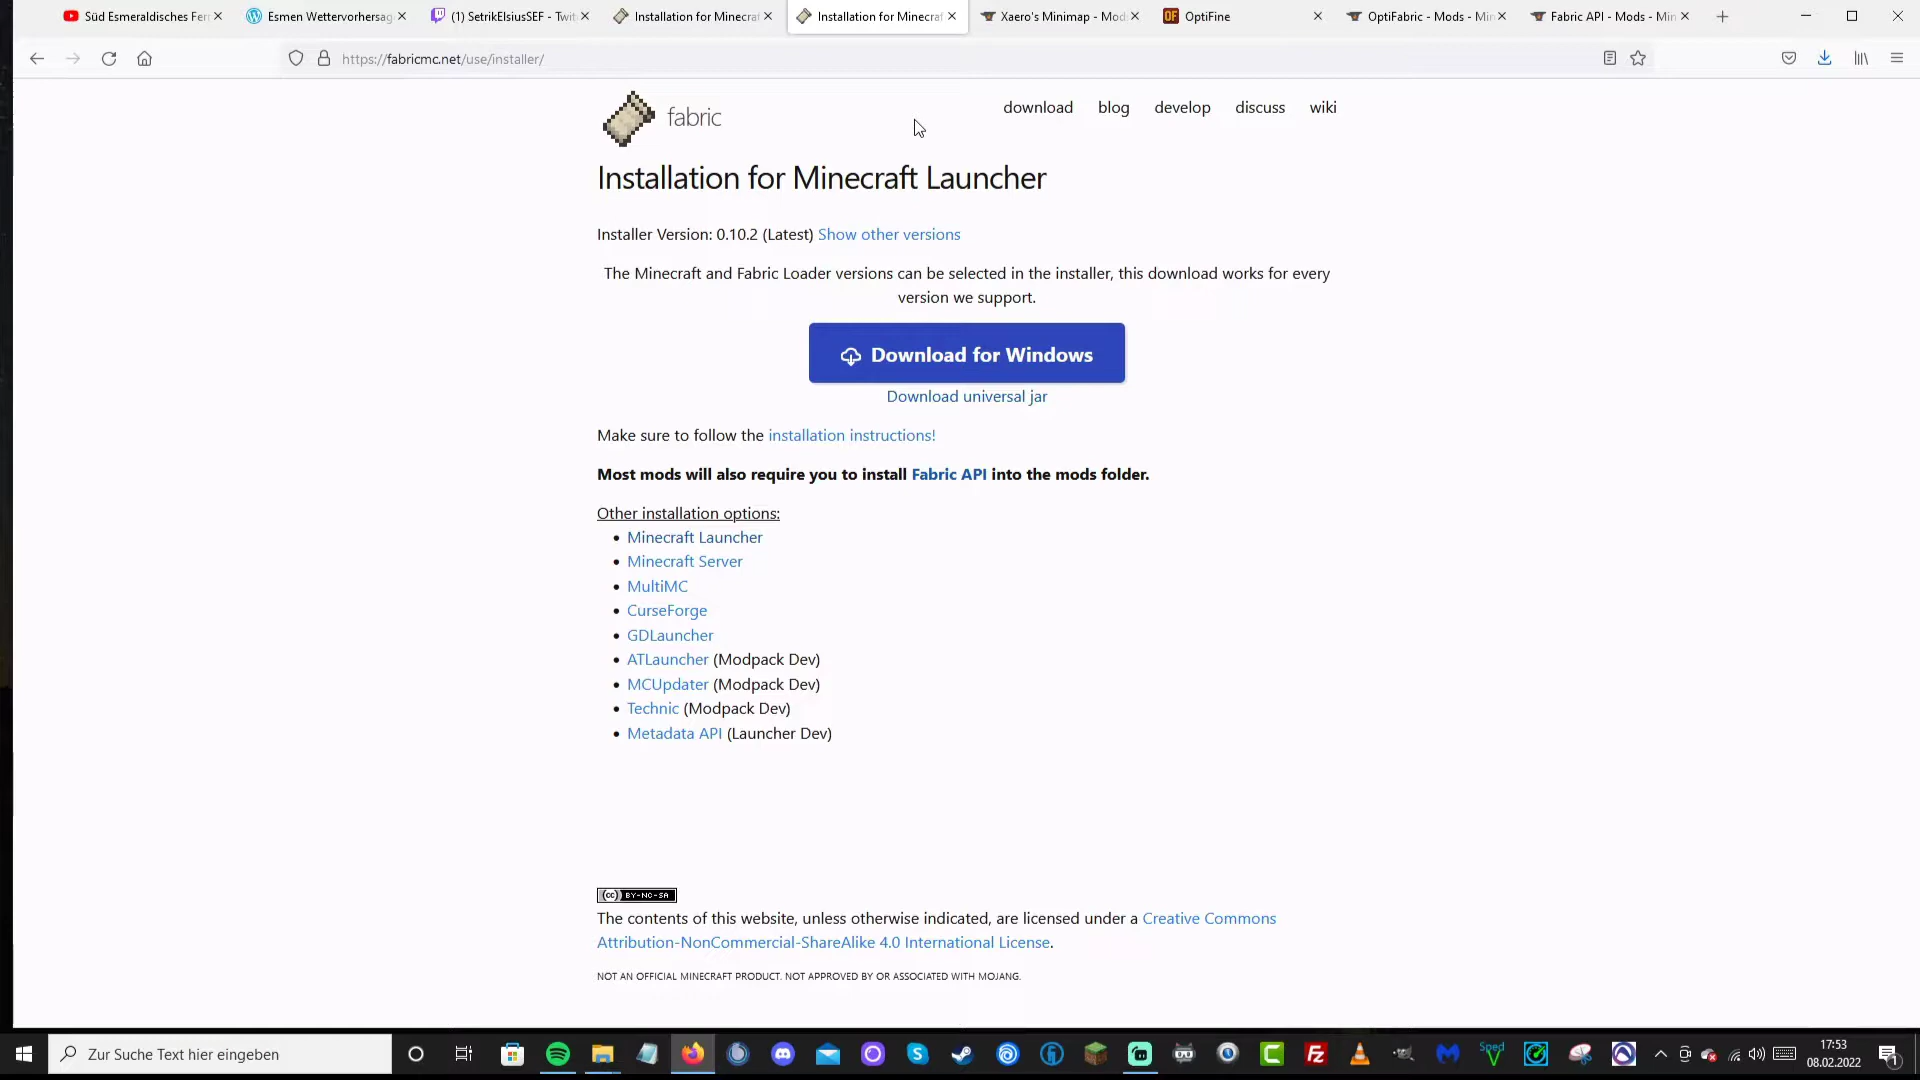 Süd Esmeraldisches Fer
Esmen Wettervorhersag
(1) SetrikElsiusSEF - Twit
Installation for Minecraf
Installation for Minecraf
Xaero's Minimap - Mod
OptiFine
OptiFabric - Mods - Min
Fabric API - Mods - Min
https://fabricmc.net/use/installer/
fabric
download blog develop discuss wiki
Installation for Minecraft Launcher
Installer Version: 0.10.2 (Latest) Show other versions
The Minecraft and Fabric Loader versions can be selected in the installer, this download works for every
version we support.
Download for Windows
Download universal jar
Make sure to follow the installation instructions!
Most mods will also require you to install Fabric API into the mods folder.
Other installation options:
Minecraft Launcher
Minecraft Server
MultiMC
CurseForge
GDLauncher
ATLauncher (Modpack Dev)
MCUpdater (Modpack Dev)
Technic (Modpack Dev)
Metadata API (Launcher Dev)
(cc) BY-NC-SA
The contents of this website, unless otherwise indicated, are licensed under a Creative Commons
Attribution-NonCommercial-ShareAlike 4.0 International License.
NOT AN OFFICIAL MINECRAFT PRODUCT. NOT APPROVED BY OR ASSOCIATED WITH MOJANG.
Zur Suche Text hier eingeben
17:53
08.02.2022